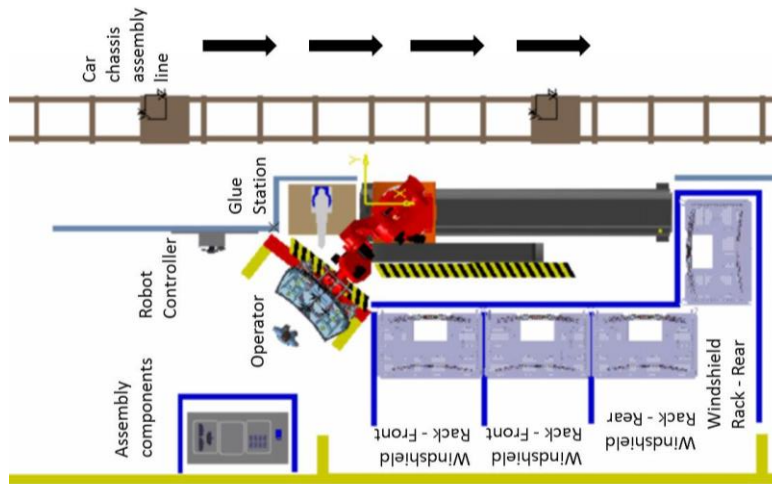 Car
chassis
assembly
line
Glue
Station
Robot
Controller
Operator
Assembly
components
Windshield
Rack - Front
Windshield
Rack - Front
Windshield
Rack - Rear
Windshield
Rack - Rear
Y
X